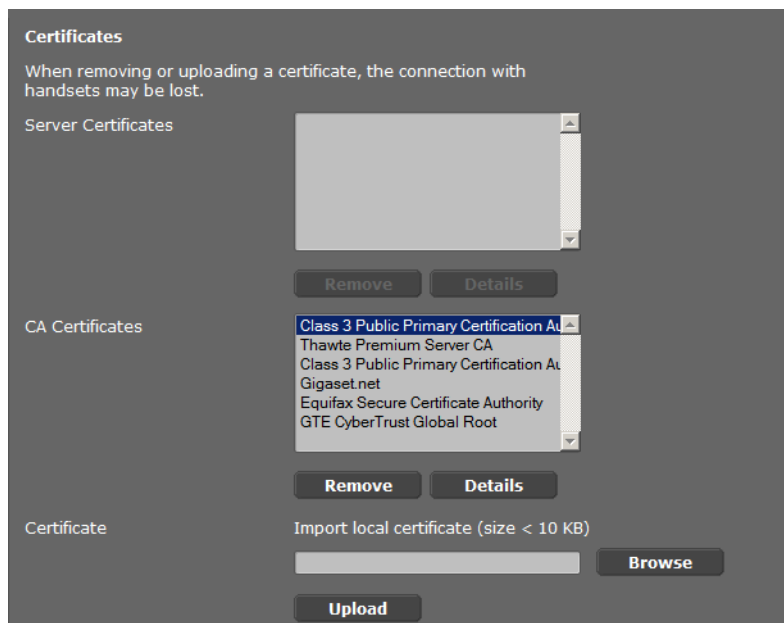 Certificates
When removing or uploading a certificate, the connection with
handsets may be lost.
Server Certificates
Remove Details
CA Certificates
Class 3 Public Primary Certification Au
Thawte Premium Server CA
Class 3 Public Primary Certification Au
Gigaset.net
Equifax Secure Certificate Authority
GTE CyberTrust Global Root
Remove Details
Certificate Import local certificate (size < 10 KB)
Browse
Upload